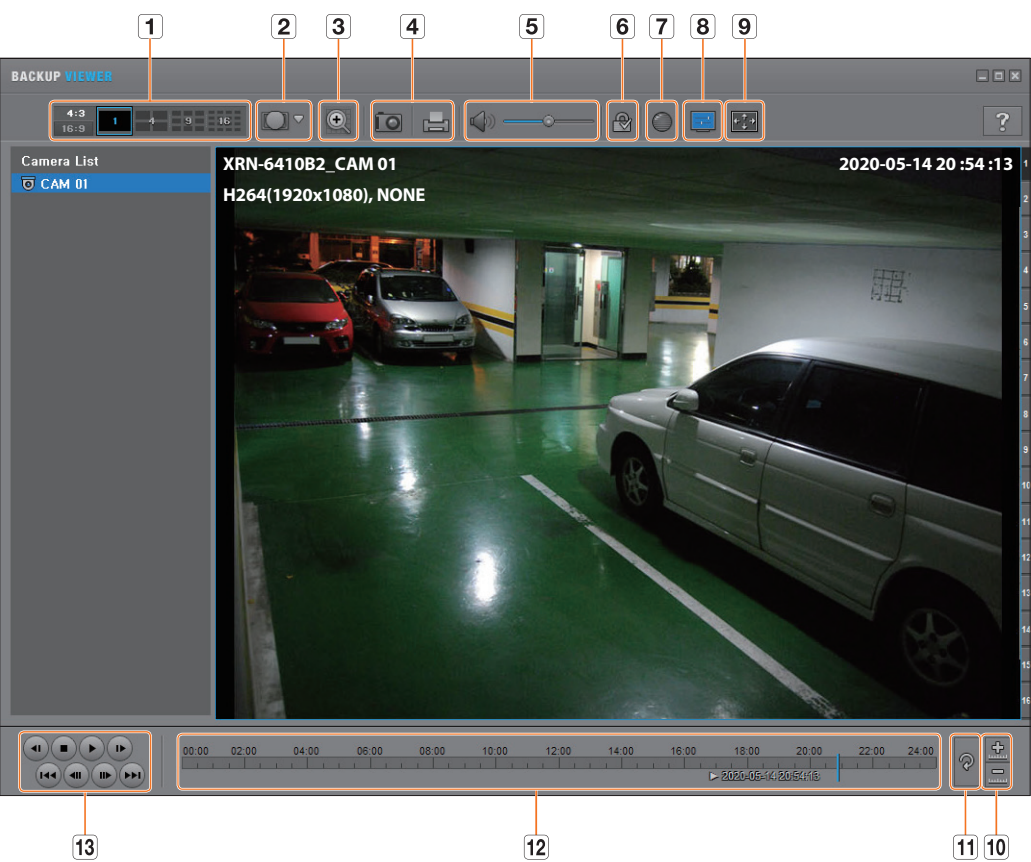 1 2 3 4 5 6 7 8 9
BACKUP VIEWER
4:3
16:9
1 4 9 16
?
Camera List
CAM 01
XRN-6410B2_CAM 01
2020-05-14 20 :54 :13
H264(1920x1080), NONE
1
2
3
4
5
6
7
8
9
10
11
12
13
14
15
16
00:00 02:00 04:00 06:00 08:00 10:00 12:00 14:00 16:00 18:00 20:00 22:00 24:00
2020-05-14 20:54:13
13 12 11 10